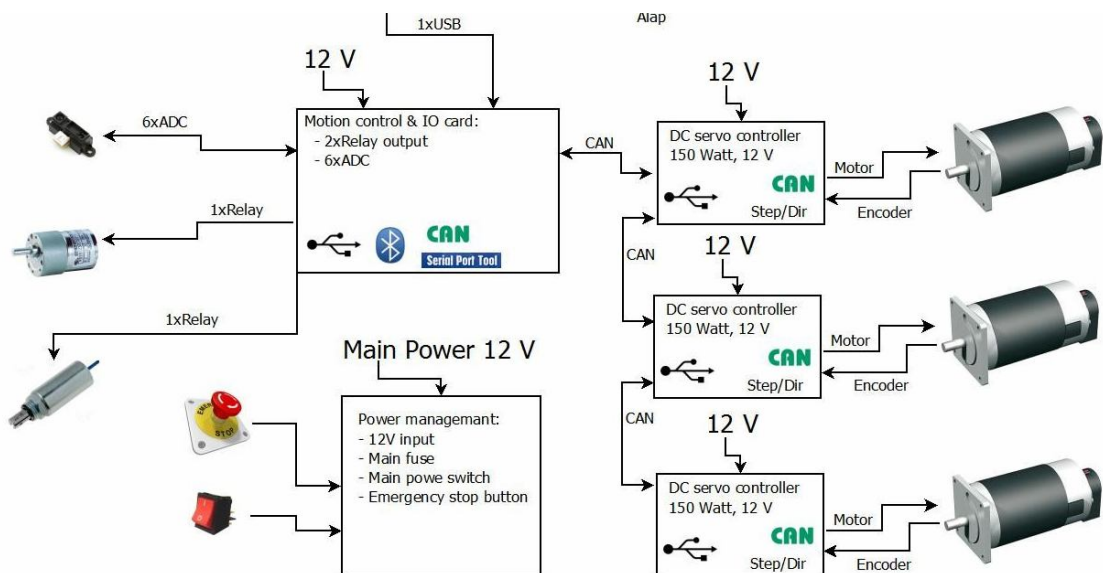 1xUSB
Alap
12 V
12 V
6xADC
Motion control & IO card:
- 2xRelay output
- 6xADC
CAN
DC servo controller
150 Watt, 12 V
CAN
Step/Dir
Motor
Encoder
1xRelay
CAN
Serial Port Tool
CAN
12 V
1xRelay
DC servo controller
150 Watt, 12 V
CAN
Step/Dir
Motor
Encoder
Main Power 12 V
EMERGENCY
STOP
Power managemant:
- 12V input
- Main fuse
- Main powe switch
- Emergency stop button
CAN
12 V
DC servo controller
150 Watt, 12 V
CAN
Step/Dir
Motor
Encoder